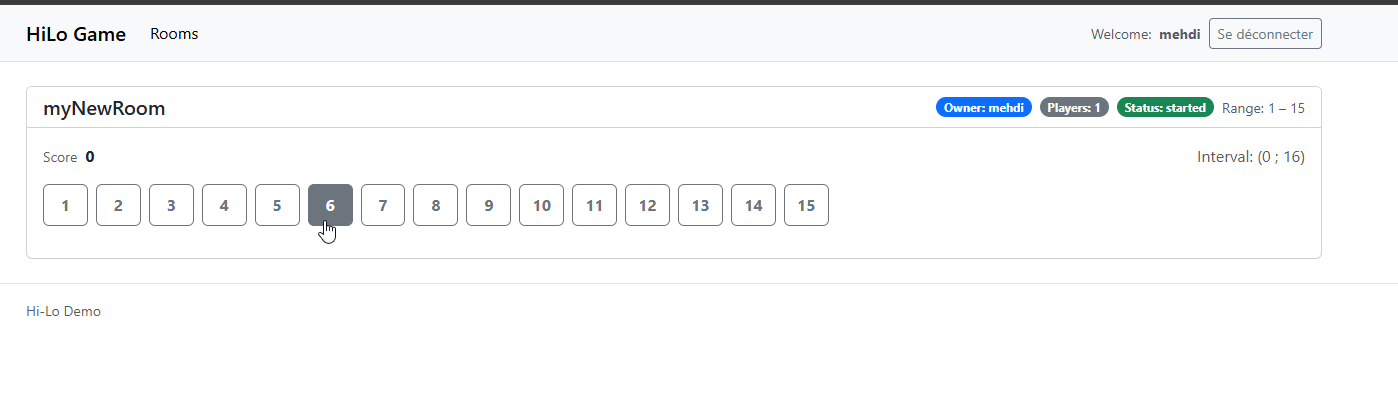 HiLo Game Rooms Welcome: mehdi Se déconnecter
myNewRoom Owner: mehdi Players: 1 Status: started Range: 1 – 15
Score 0 Interval: (0 ; 16)
1 2 3 4 5 6 7 8 9 10 11 12 13 14 15
Hi-Lo Demo